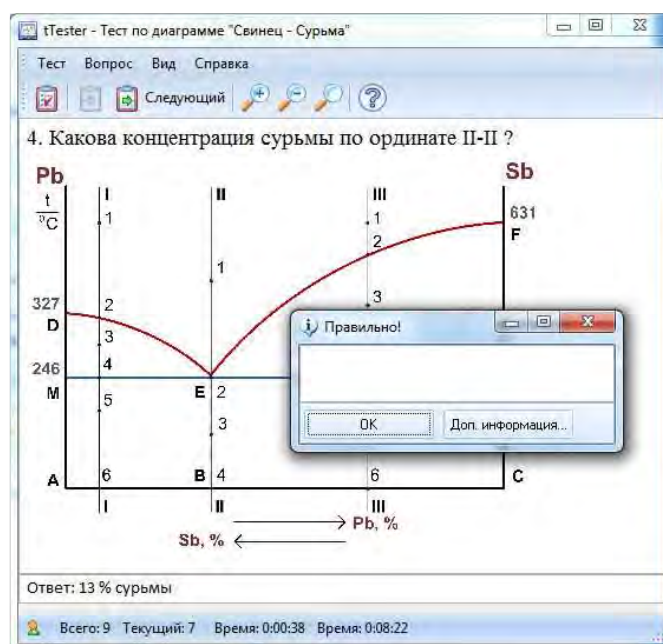 tTester - Тест по диаграмме "Свинец - Сурьма"
Тест Вопрос Вид Справка
Следующий
4. Какова концентрация сурьмы по ординате II-II ?
Pb Sb
t I II III 631
°C 1 1 F
2
1
327 2 3
D
3
246 4
M E 2
5
3
Правильно!
OK Доп. информация...
A 6 B 4 6 C
I II III
Pb, %
Sb, %
Ответ: 13 % сурьмы
Всего: 9 Текущий: 7 Время: 0:00:38 Время: 0:08:22